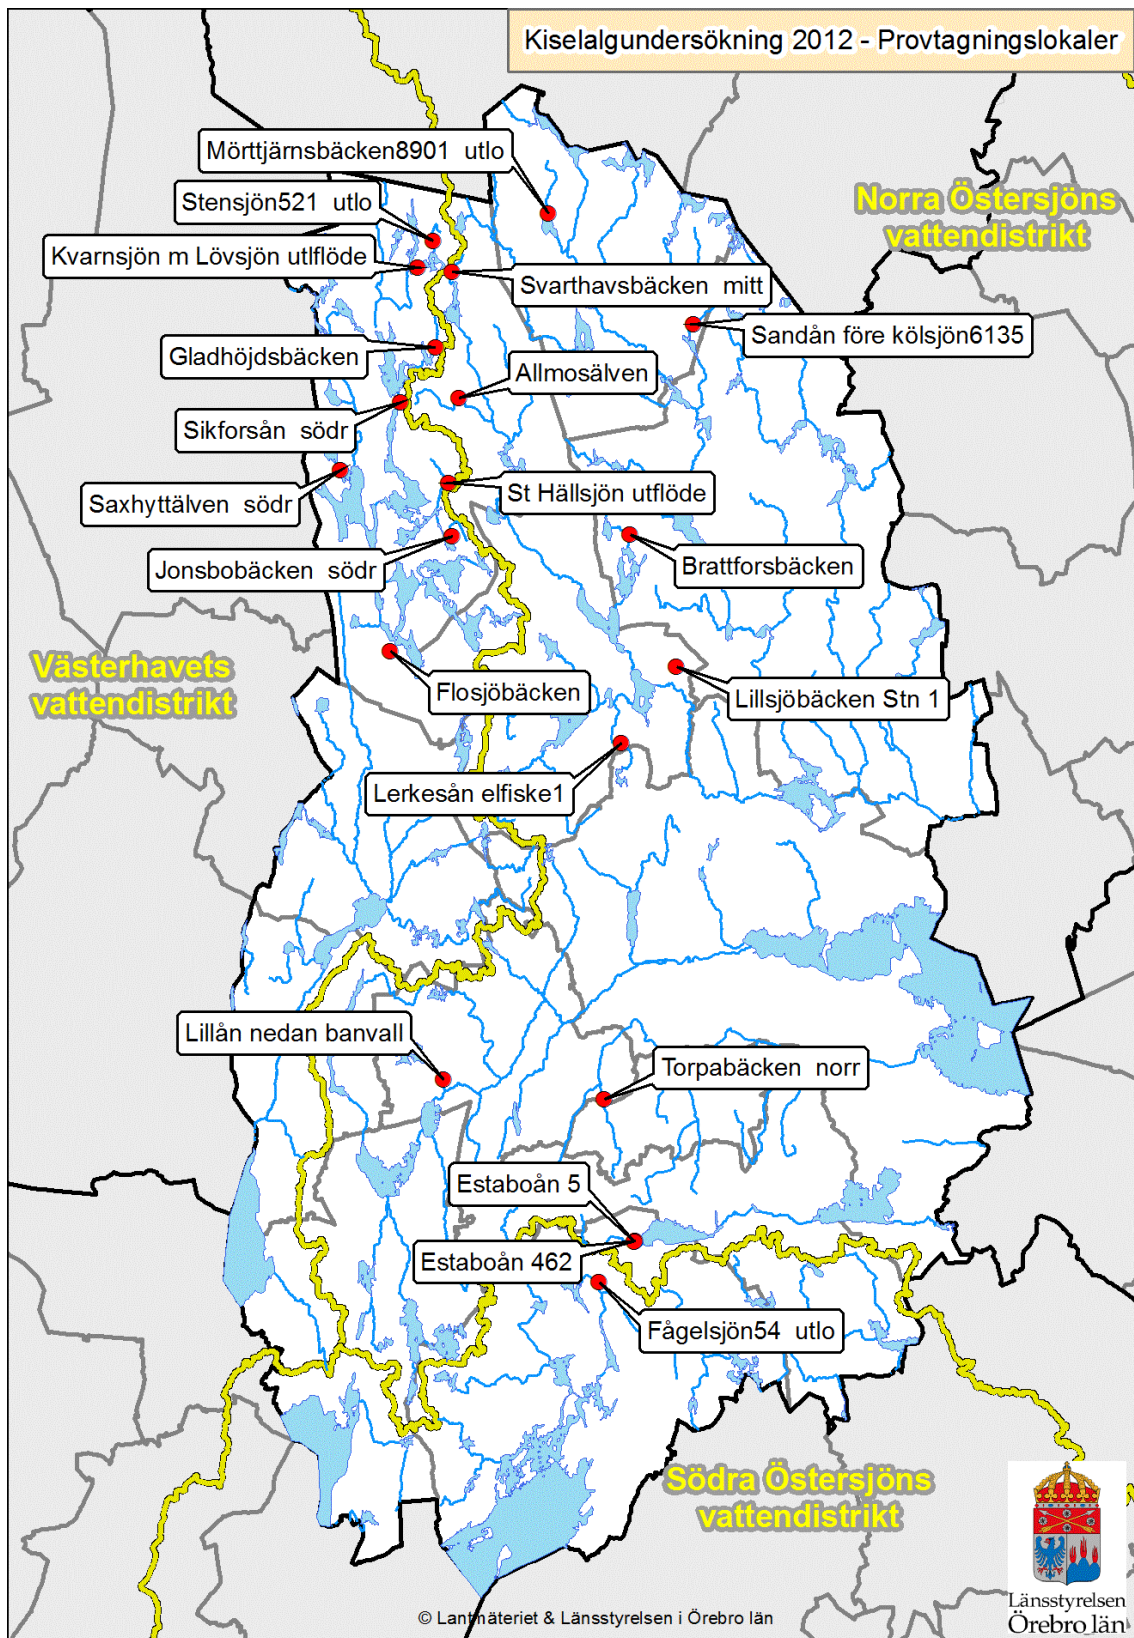 Kiselalgundersökning 2012 - Provtagningslokaler
Mörttjärnsbäcken8901 utlo
Stensjön521 utlo
Norra Östersjöns
vattendistrikt
Kvarnsjön m Lövsjön utlflöde
Svarthavsbäcken mitt
Sandån före kölsjön6135
Gladhöjdsbäcken
Allmosälven
Sikforsån södr
Saxhyttälven södr
St Hällsjön utflöde
Jonsbobäcken södr
Brattforsbäcken
Västerhavets
vattendistrikt
Flosjöbäcken
Lillsjöbäcken Stn 1
Lerkesån elfiske1
Lillån nedan banvall
Torpabäcken norr
Estaboån 5
Estaboån 462
Fågelsjön54 utlo
Södra Östersjöns
vattendistrikt
© Lantmäteriet & Länsstyrelsen i Örebro län
Länsstyrelsen
Örebro län